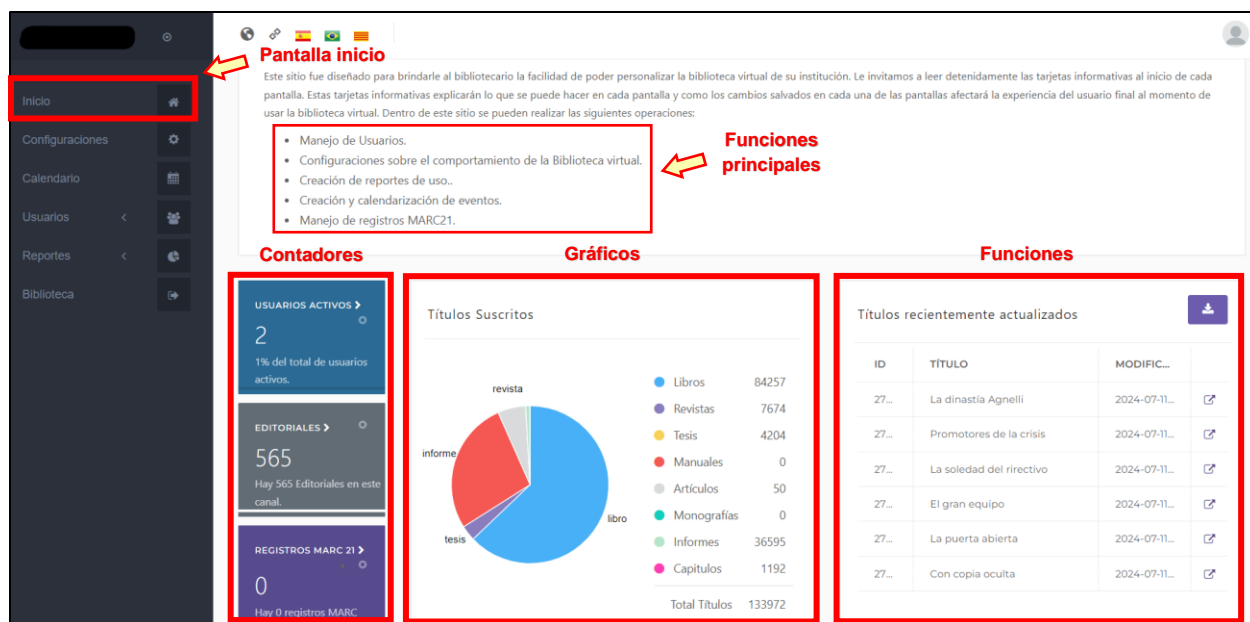 Pantalla inicio
Inicio
Configuraciones
Calendario
Usuarios
Reportes
Biblioteca
Este sitio fue diseñado para brindarle al bibliotecario la facilidad de poder personalizar la biblioteca virtual de su institución. Le invitamos a leer detenidamente las tarjetas informativas al inicio de cada
pantalla. Estas tarjetas informativas explicarán lo que se puede hacer en cada pantalla y como los cambios salvados en cada una de las pantallas afectará la experiencia del usuario final al momento de
usar la biblioteca virtual. Dentro de este sitio se pueden realizar las siguientes operaciones:
• Manejo de Usuarios.
• Configuraciones sobre el comportamiento de la Biblioteca virtual.
• Creación de reportes de uso..
• Creación y calendarización de eventos.
• Manejo de registros MARC21.
Funciones
principales
Contadores
USUARIOS ACTIVOS
2
1% del total de usuarios
activos.
EDITORIALES
565
Hay 565 Editoriales en este
canal.
REGISTROS MARC 21
0
Hay 0 registros MARC
Gráficos
Títulos Suscritos
revista
informe
tesis
libro
Libros 84257
Revistas 7674
Tesis 4204
Manuales 0
Artículos 50
Monografías 0
Informes 36595
Capitulos 1192
Total Títulos 133972
Funciones
Títulos recientemente actualizados
ID TÍTULO MODIFIC...
27... La dinastía Agnelli 2024-07-11...
27... Promotores de la crisis 2024-07-11...
27... La soledad del rirectivo 2024-07-11...
27... El gran equipo 2024-07-11...
27... La puerta abierta 2024-07-11...
27... Con copia oculta 2024-07-11...